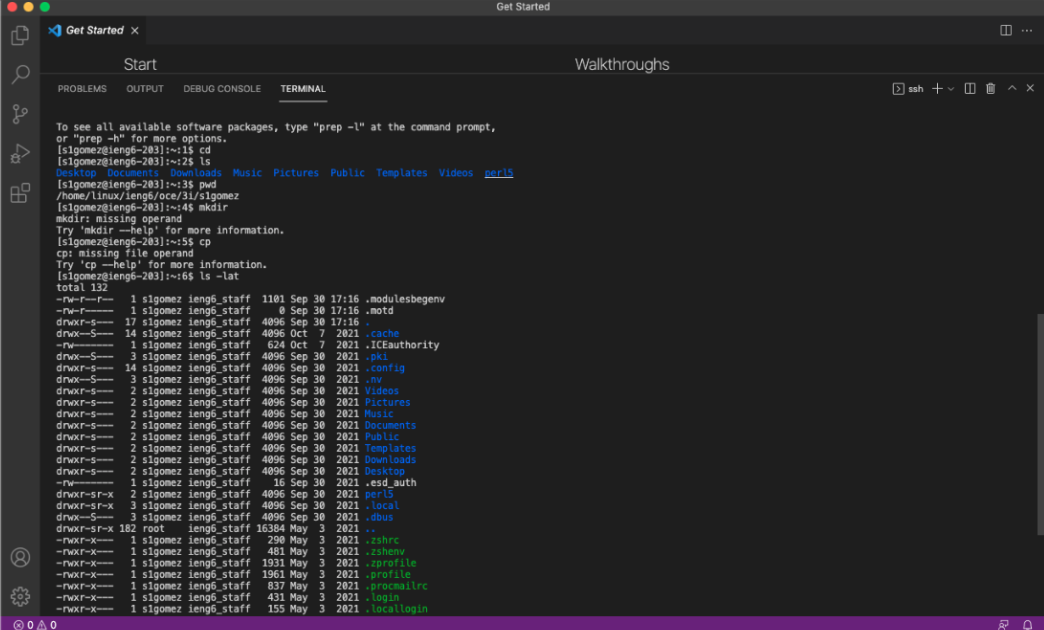 Get Started
Get Started
Start Walkthroughs
PROBLEMS OUTPUT DEBUG CONSOLE TERMINAL ssh
To see all available software packages, type "prep -l" at the command prompt,
or "prep -h" for more options.
[s1gomez@ieng6-203]:~:1$ cd
[s1gomez@ieng6-203]:~:2$ ls
Desktop Documents Downloads Music Pictures Public Templates Videos perl5
[s1gomez@ieng6-203]:~:3$ pwd
/home/linux/ieng6/oce/3i/s1gomez
[s1gomez@ieng6-203]:~:4$ mkdir
mkdir: missing operand
Try 'mkdir --help' for more information.
[s1gomez@ieng6-203]:~:5$ cp
cp: missing file operand
Try 'cp --help' for more information.
[s1gomez@ieng6-203]:~:6$ ls -lat
total 132
-rw-r--r-- 1 s1gomez ieng6_staff 1101 Sep 30 17:16 .modulesbegenv
-rw-r----- 1 s1gomez ieng6_staff 0 Sep 30 17:16 .motd
drwxr-s--- 17 s1gomez ieng6_staff 4096 Sep 30 17:16 .
drwx--S--- 14 s1gomez ieng6_staff 4096 Oct 7 2021 .cache
-rw------- 1 s1gomez ieng6_staff 624 Oct 7 2021 .ICEauthority
drwx--S--- 3 s1gomez ieng6_staff 4096 Sep 30 2021 .pki
drwxr-s--- 14 s1gomez ieng6_staff 4096 Sep 30 2021 .config
drwx--S--- 3 s1gomez ieng6_staff 4096 Sep 30 2021 .nv
drwxr-s--- 2 s1gomez ieng6_staff 4096 Sep 30 2021 Videos
drwxr-s--- 2 s1gomez ieng6_staff 4096 Sep 30 2021 Pictures
drwxr-s--- 2 s1gomez ieng6_staff 4096 Sep 30 2021 Music
drwxr-s--- 2 s1gomez ieng6_staff 4096 Sep 30 2021 Documents
drwxr-s--- 2 s1gomez ieng6_staff 4096 Sep 30 2021 Public
drwxr-s--- 2 s1gomez ieng6_staff 4096 Sep 30 2021 Templates
drwxr-s--- 2 s1gomez ieng6_staff 4096 Sep 30 2021 Downloads
drwxr-s--- 2 s1gomez ieng6_staff 4096 Sep 30 2021 Desktop
-rw------- 1 s1gomez ieng6_staff 16 Sep 30 2021 .esd_auth
drwxr-sr-x 2 s1gomez ieng6_staff 4096 Sep 30 2021 perl5
drwxr-sr-x 3 s1gomez ieng6_staff 4096 Sep 30 2021 .local
drwx--S--- 3 s1gomez ieng6_staff 4096 Sep 30 2021 .dbus
drwxr-sr-x 182 root ieng6_staff 16384 May 3 2021 ..
-rwxr-x--- 1 s1gomez ieng6_staff 290 May 3 2021 .zshrc
-rwxr-x--- 1 s1gomez ieng6_staff 481 May 3 2021 .zshenv
-rwxr-x--- 1 s1gomez ieng6_staff 1931 May 3 2021 .zprofile
-rwxr-x--- 1 s1gomez ieng6_staff 1961 May 3 2021 .profile
-rwxr-x--- 1 s1gomez ieng6_staff 837 May 3 2021 .procmailrc
-rwxr-x--- 1 s1gomez ieng6_staff 431 May 3 2021 .login
-rwxr-x--- 1 s1gomez ieng6_staff 155 May 3 2021 .locallogin
0 0